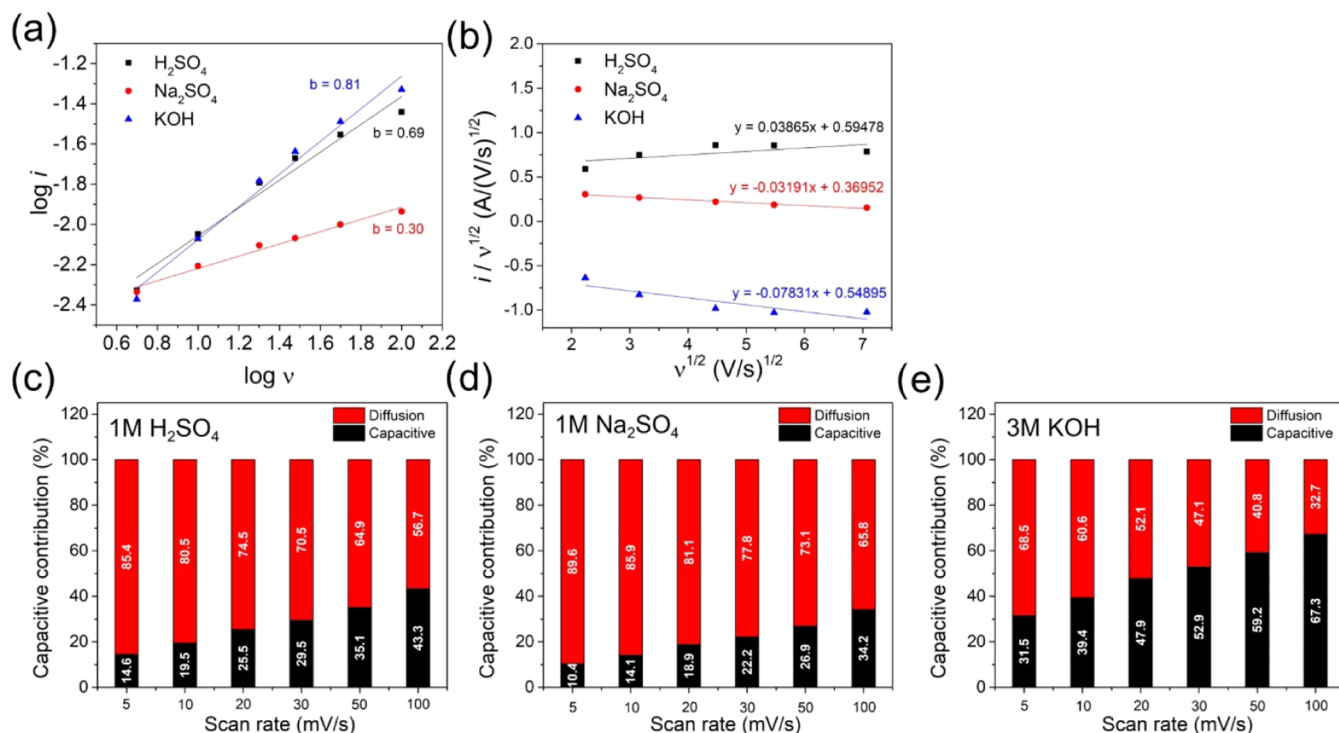 (a)
H₂SO₄
Na₂SO₄
KOH
b = 0.81
b = 0.69
b = 0.30
log i
-1.2
-1.4
-1.6
-1.8
-2.0
-2.2
-2.4
0.6 0.8 1.0 1.2 1.4 1.6 1.8 2.0 2.2
log ν
(b)
H₂SO₄
Na₂SO₄
KOH
y = 0.03865x + 0.59478
y = -0.03191x + 0.36952
y = -0.07831x + 0.54895
i / ν^1/2 (A/(V/s)^1/2)
2.0
1.5
1.0
0.5
0.0
-0.5
-1.0
2 3 4 5 6 7
ν^1/2 (V/s)^1/2
(c)
1M H₂SO₄
Diffusion
Capacitive
Capacitive contribution (%)
120
100
80
60
40
20
0
85.4 80.5 74.5 70.5 64.9 56.7
14.6 19.5 25.5 29.5 35.1 43.3
5 10 20 30 50 100
Scan rate (mV/s)
(d)
1M Na₂SO₄
Diffusion
Capacitive
Capacitive contribution (%)
120
100
80
60
40
20
0
89.6 85.9 81.1 77.8 73.1 65.8
10.4 14.1 18.9 22.2 26.9 34.2
5 10 20 30 50 100
Scan rate (mV/s)
(e)
3M KOH
Diffusion
Capacitive
Capacitive contribution (%)
120
100
80
60
40
20
0
68.5 60.6 52.1 47.1 40.8 32.7
31.5 39.4 47.9 52.9 59.2 67.3
5 10 20 30 50 100
Scan rate (mV/s)